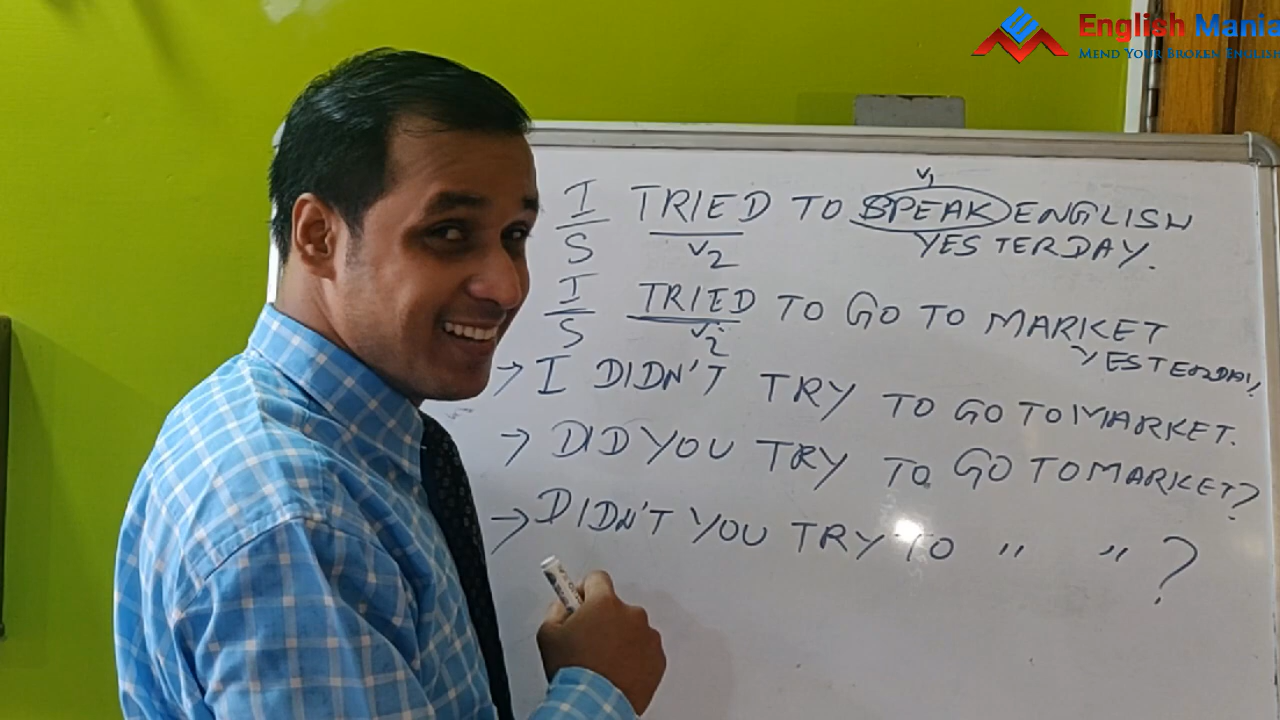 English Mania
MEND YOUR BROKEN ENGLISH
V1
I TRIED TO SPEAK ENGLISH
S V2 YESTERDAY.
I TRIED TO GO TO MARKET
S V2 YESTERDAY,
→ I DIDN'T TRY TO GO TO MARKET.
→ DID YOU TRY TO GO TO MARKET?
→ DIDN'T YOU TRY TO " " ?